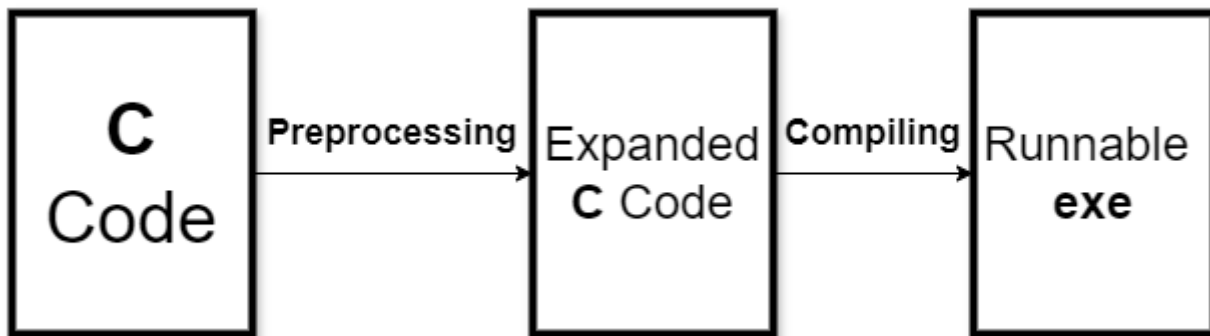 C
Code
Preprocessing
Expanded
C Code
Compiling
Runnable
exe